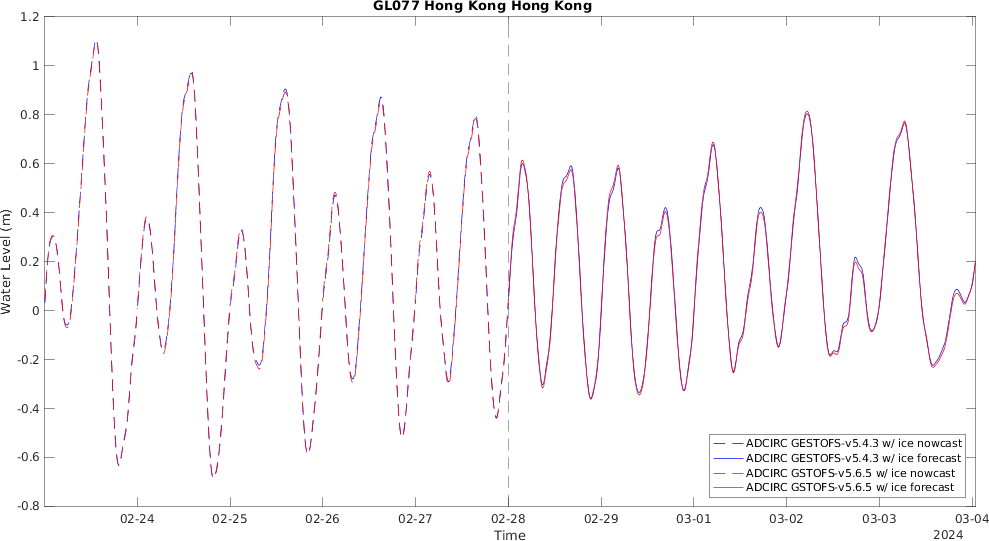 GL077 Hong Kong Hong Kong
1.2
1
0.8
0.6
0.4
0.2
0
-0.2
-0.4
-0.6
-0.8
Water Level (m)
ADCIRC GESTOFS-v5.4.3 w/ ice nowcast
ADCIRC GESTOFS-v5.4.3 w/ ice forecast
ADCIRC GSTOFS-v5.6.5 w/ ice nowcast
ADCIRC GSTOFS-v5.6.5 w/ ice forecast
02-24 02-25 02-26 02-27 02-28 02-29 03-01 03-02 03-03 03-04
Time
2024